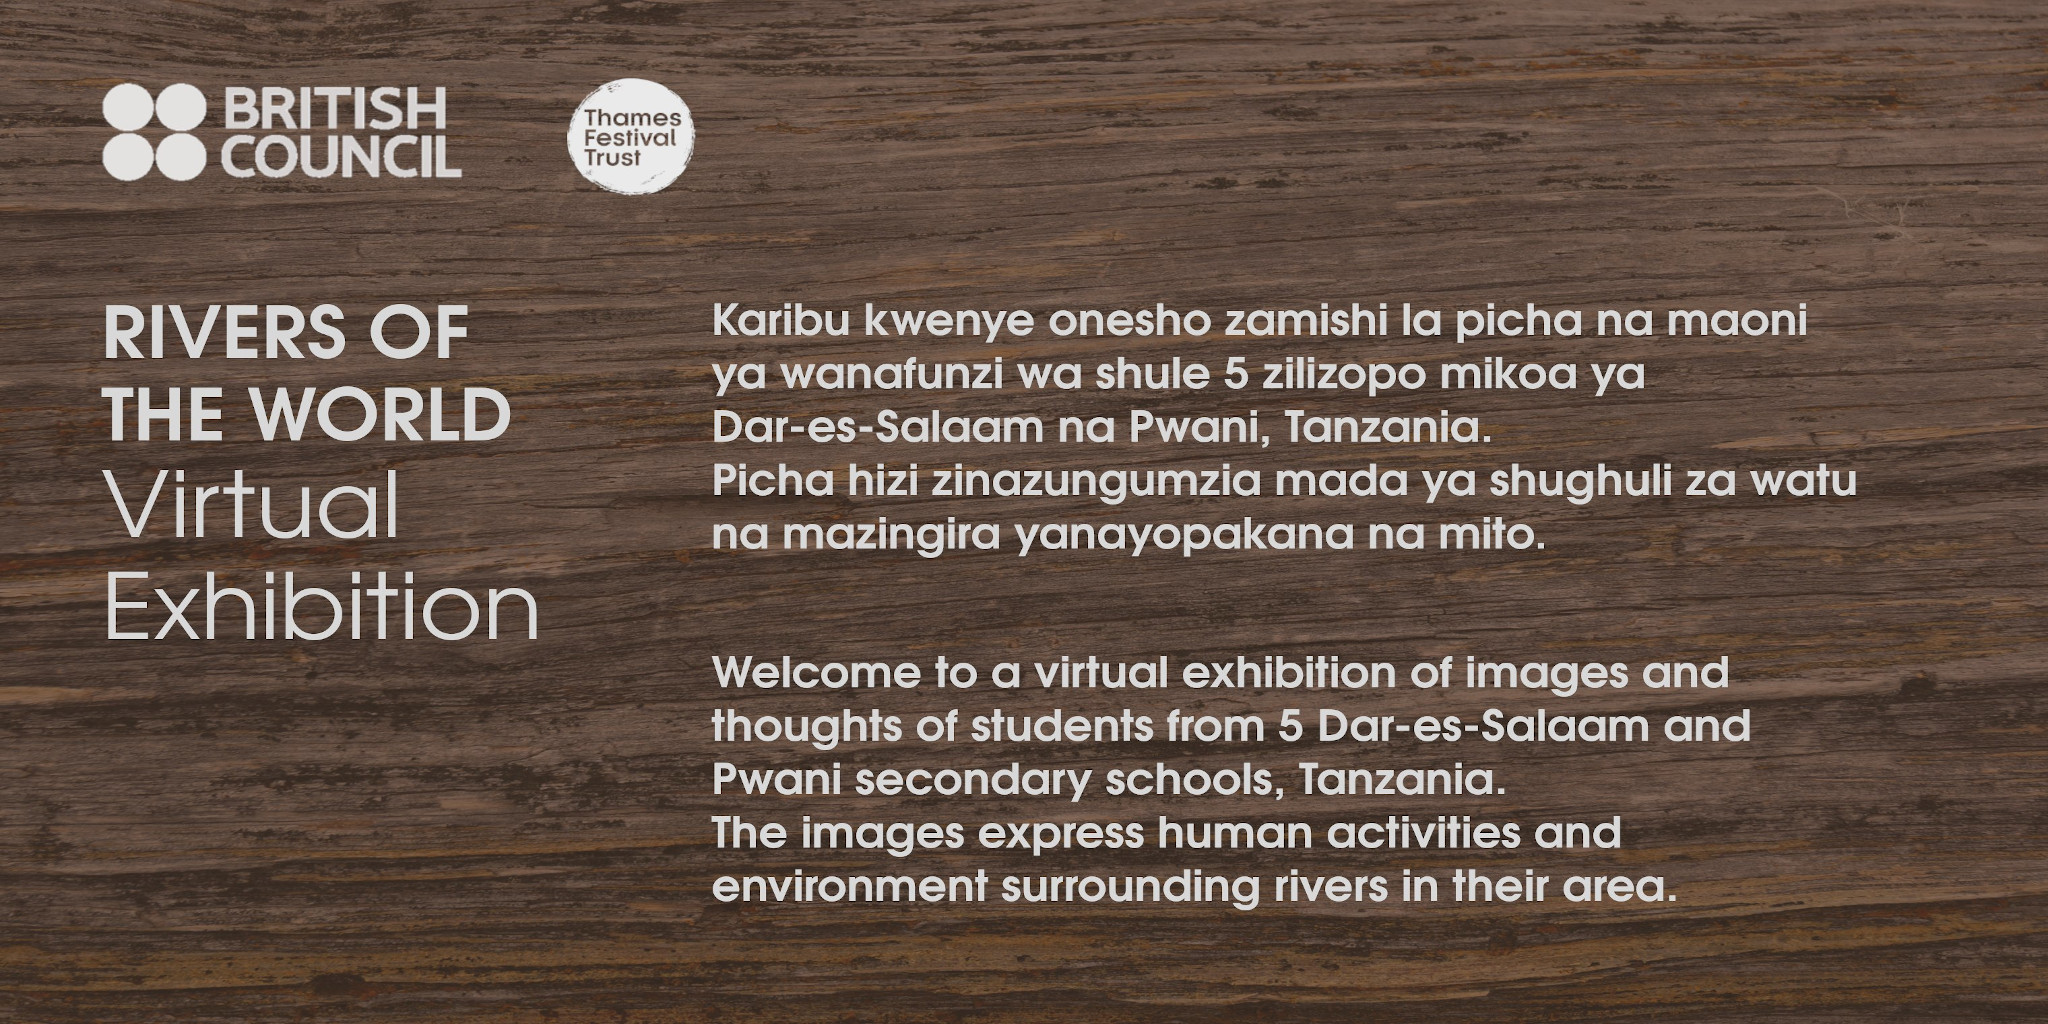 BRITISH
COUNCIL
Thames
Festival
Trust
RIVERS OF
THE WORLD
Virtual
Exhibition
Karibu kwenye onesho zamishi la picha na maoni
ya wanafunzi wa shule 5 zilizopo mikoa ya
Dar-es-Salaam na Pwani, Tanzania.
Picha hizi zinazungumzia mada ya shughuli za watu
na mazingira yanayopakana na mito.
Welcome to a virtual exhibition of images and
thoughts of students from 5 Dar-es-Salaam and
Pwani secondary schools, Tanzania.
The images express human activities and
environment surrounding rivers in their area.